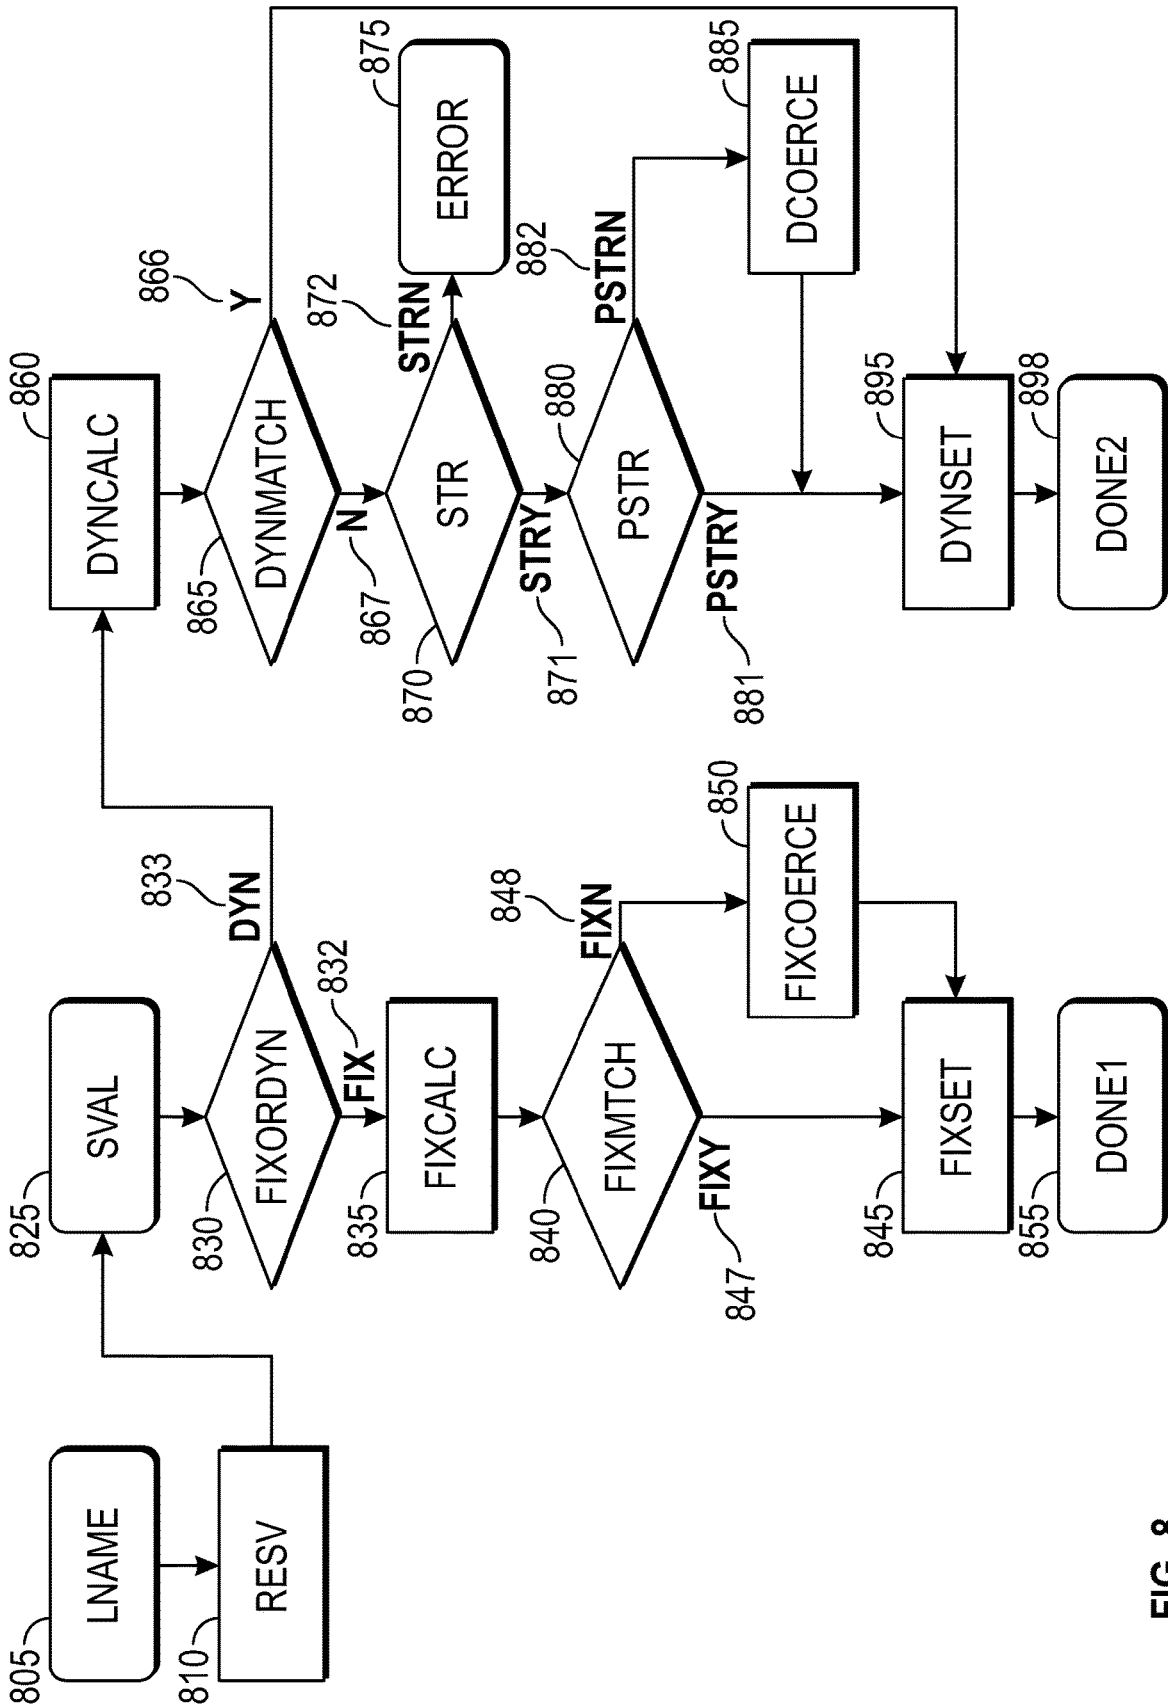 805
LNAME
810
RESV
825
SVAL
830
FIXORDYN
833
DYN
832
FIX
835
FIXCALC
840
FIXMTCH
848
FIXN
847
FIXY
850
FIXCOERCE
845
FIXSET
855
DONE1
860
DYNCALC
865
DYNMATCH
866
Y
867
N
870
STR
872
STRN
875
ERROR
871
STRY
880
PSTR
882
PSTRN
881
PSTRY
885
DCOERCE
895
DYNSET
898
DONE2
FIG. 8